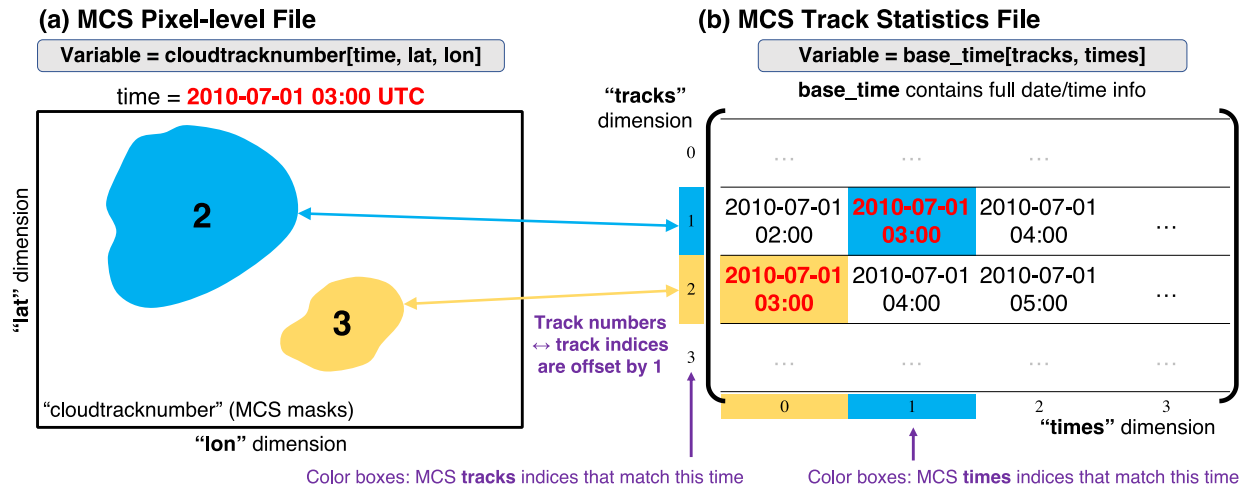 (a) MCS Pixel-level File
Variable = cloudtracknumber[time, lat, lon]
time = 2010-07-01 03:00 UTC
2
3
"lat" dimension
"cloudtracknumber" (MCS masks)
"lon" dimension
(b) MCS Track Statistics File
Variable = base_time[tracks, times]
base_time contains full date/time info
"tracks"
dimension
0
... ... ...
1
2010-07-01 2010-07-01 2010-07-01
02:00 03:00 04:00 ...
2
2010-07-01 2010-07-01 2010-07-01
03:00 04:00 05:00 ...
3
... ... ...
0 1 2 3
"times" dimension
Track numbers
↔ track indices
are offset by 1
Color boxes: MCS tracks indices that match this time
Color boxes: MCS times indices that match this time